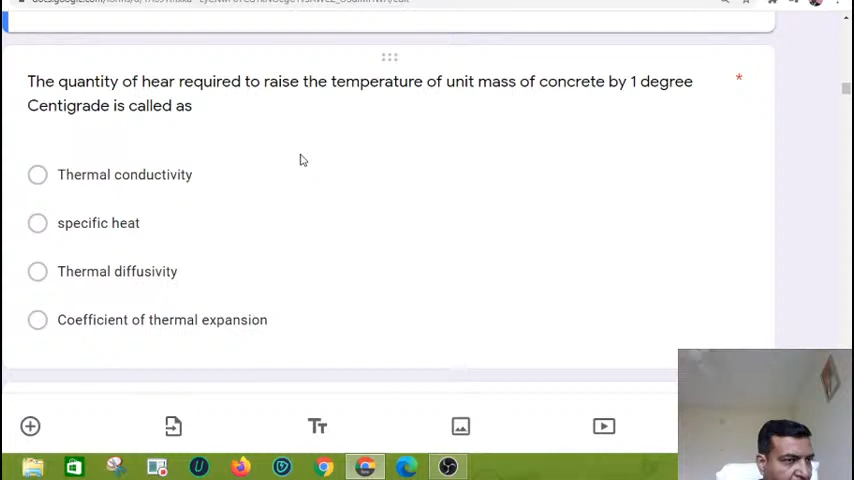 The quantity of hear required to raise the temperature of unit mass of concrete by 1 degree *
Centigrade is called as
Thermal conductivity
specific heat
Thermal diffusivity
Coefficient of thermal expansion
TT